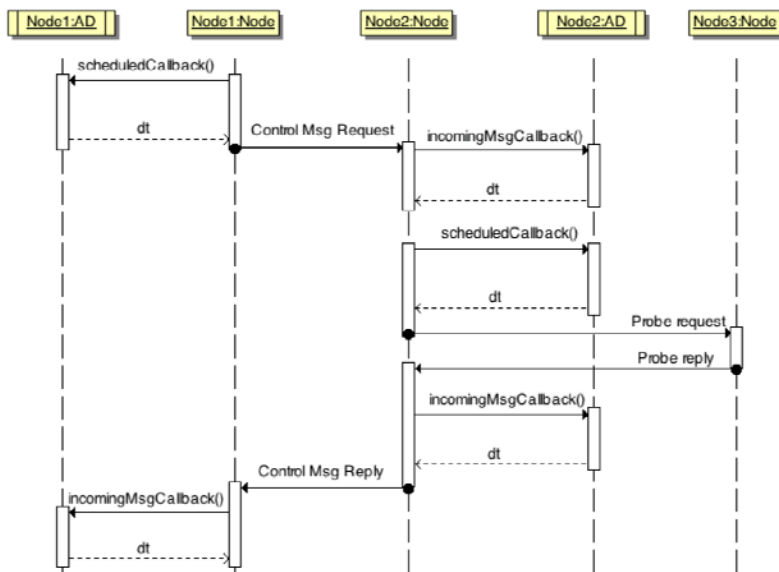 Node1:AD
Node1:Node
Node2:Node
Node2:AD
Node3:Node
scheduledCallback()
dt
Control Msg Request
incomingMsgCallback()
dt
scheduledCallback()
dt
Probe request
Probe reply
incomingMsgCallback()
dt
Control Msg Reply
incomingMsgCallback()
dt